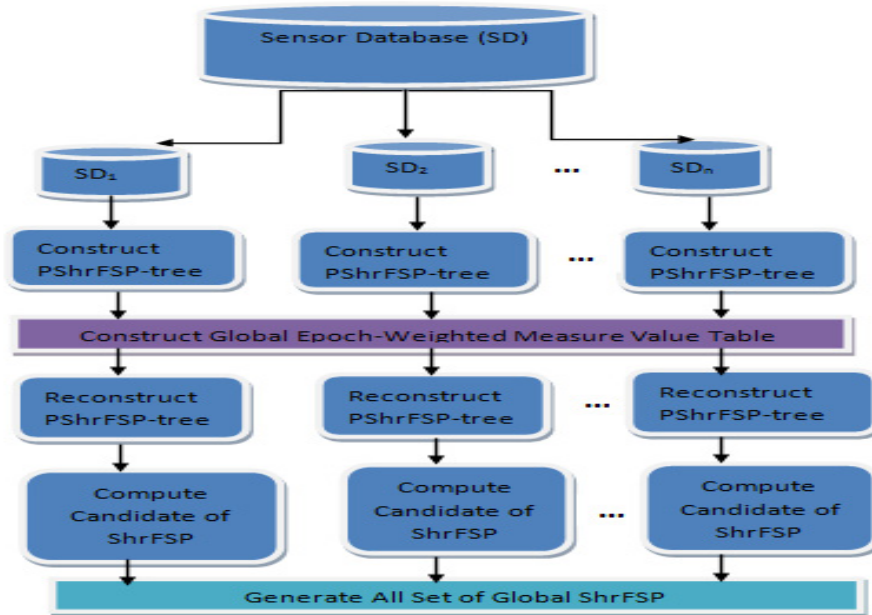 Sensor Database (SD)
SD₁
SD₂
...
SDₙ
Construct
PShrFSP-tree
Construct
PShrFSP-tree
...
Construct
PShrFSP-tree
Construct Global Epoch-Weighted Measure Value Table
Reconstruct
PShrFSP-tree
Reconstruct
PShrFSP-tree
...
Reconstruct
PShrFSP-tree
Compute
Candidate of
ShrFSP
Compute
Candidate of
ShrFSP
...
Compute
Candidate of
ShrFSP
Generate All Set of Global ShrFSP